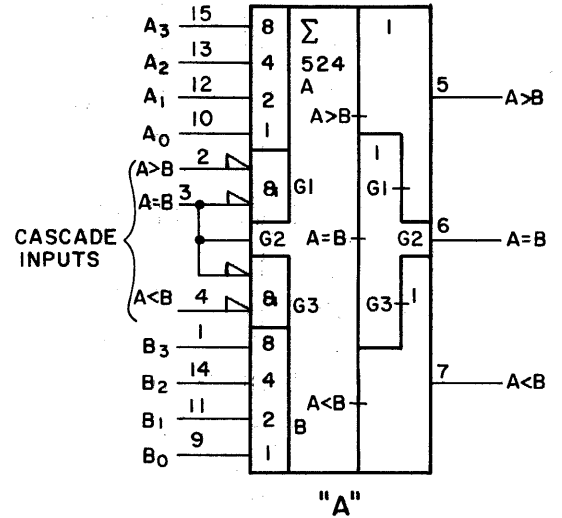 A3 15 8 Σ 1
A2 13 4 524
A1 12 2 A 5 A>B
A0 10 1 A>B
A>B 2 1
A=B 3 & G1 G1
CASCADE INPUTS G2 A=B G2 6 A=B
A<B 4 & G3 G3 1
B3 1 8
B2 14 4 7 A<B
B1 11 2 B A<B
B0 9 1
"A"